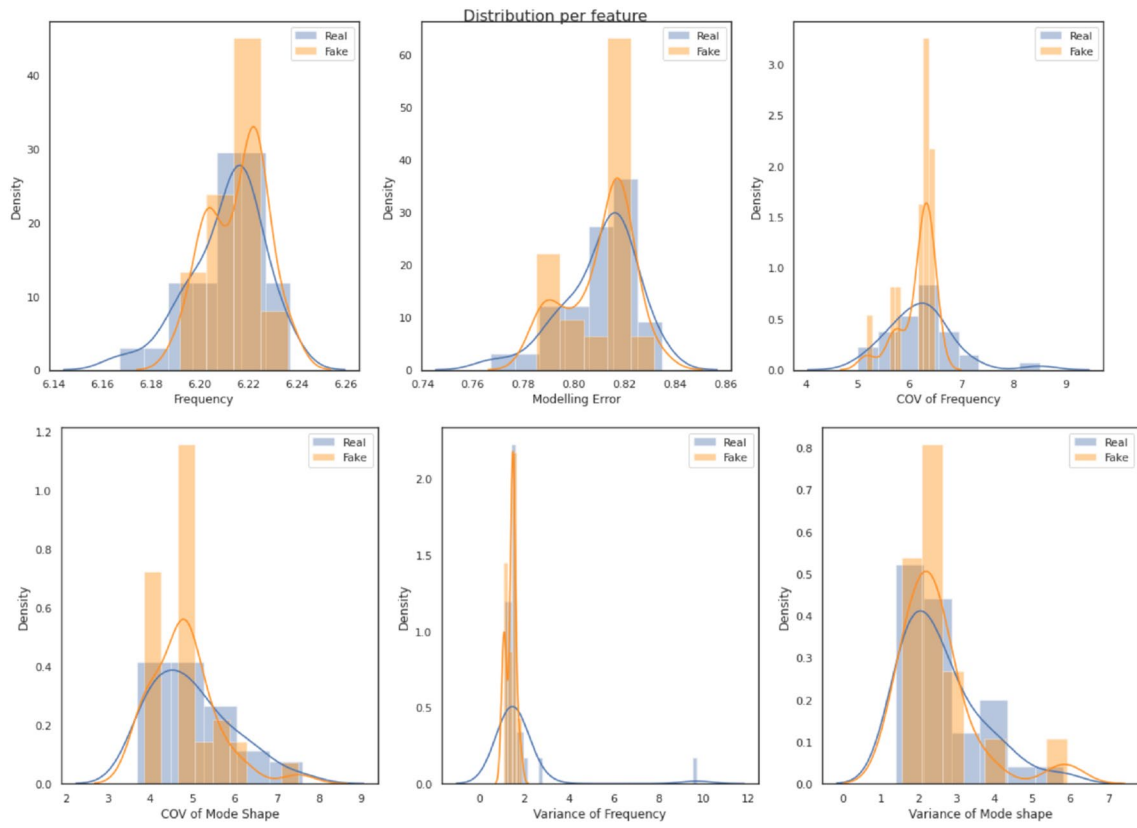 Distribution per feature
Real
Fake
40
30
20
10
0
Density
6.14 6.16 6.18 6.20 6.22 6.24 6.26
Frequency
Real
Fake
60
50
40
30
20
10
0
Density
0.74 0.76 0.78 0.80 0.82 0.84 0.86
Modelling Error
Real
Fake
3.0
2.5
2.0
1.5
1.0
0.5
0.0
Density
4 5 6 7 8 9
COV of Frequency
Real
Fake
1.2
1.0
0.8
0.6
0.4
0.2
0.0
Density
2 3 4 5 6 7 8 9
COV of Mode Shape
Real
Fake
2.0
1.5
1.0
0.5
0.0
Density
0 2 4 6 8 10 12
Variance of Frequency
Real
Fake
0.8
0.7
0.6
0.5
0.4
0.3
0.2
0.1
0.0
Density
0 1 2 3 4 5 6 7
Variance of Mode shape